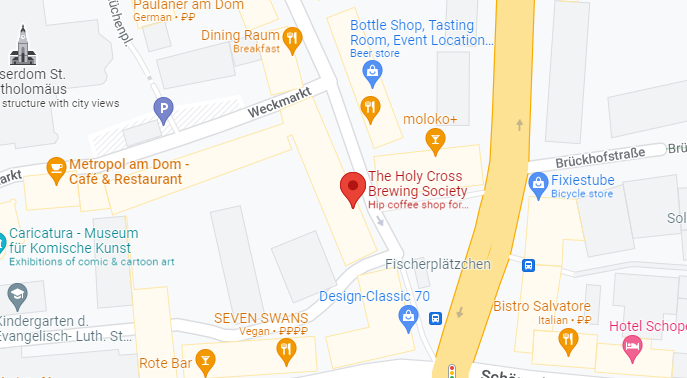 Paulaner am Dom
German • ₽₽
Dining Raum
Breakfast
Bottle Shop, Tasting
Room, Event Location...
Beer store
serdom St.
tholomäus
structure with city views
P
Weckmarkt
moloko+
Brückhofstraße
Brü
Metropol am Dom -
Café & Restaurant
arkt
The Holy Cross
Brewing Society
Hip coffee shop for...
Fixiestube
Bicycle store
Sol
Caricatura - Museum
für Komische Kunst
Exhibitions of comic & cartoon art
Fischerplätzchen
Design-Classic 70
Kindergarten d.
Evangelisch- Luth. St...
SEVEN SWANS
Vegan • ₽₽₽₽
Bistro Salvatore
Italian • ₽₽
Hotel Schope
Rote Bar